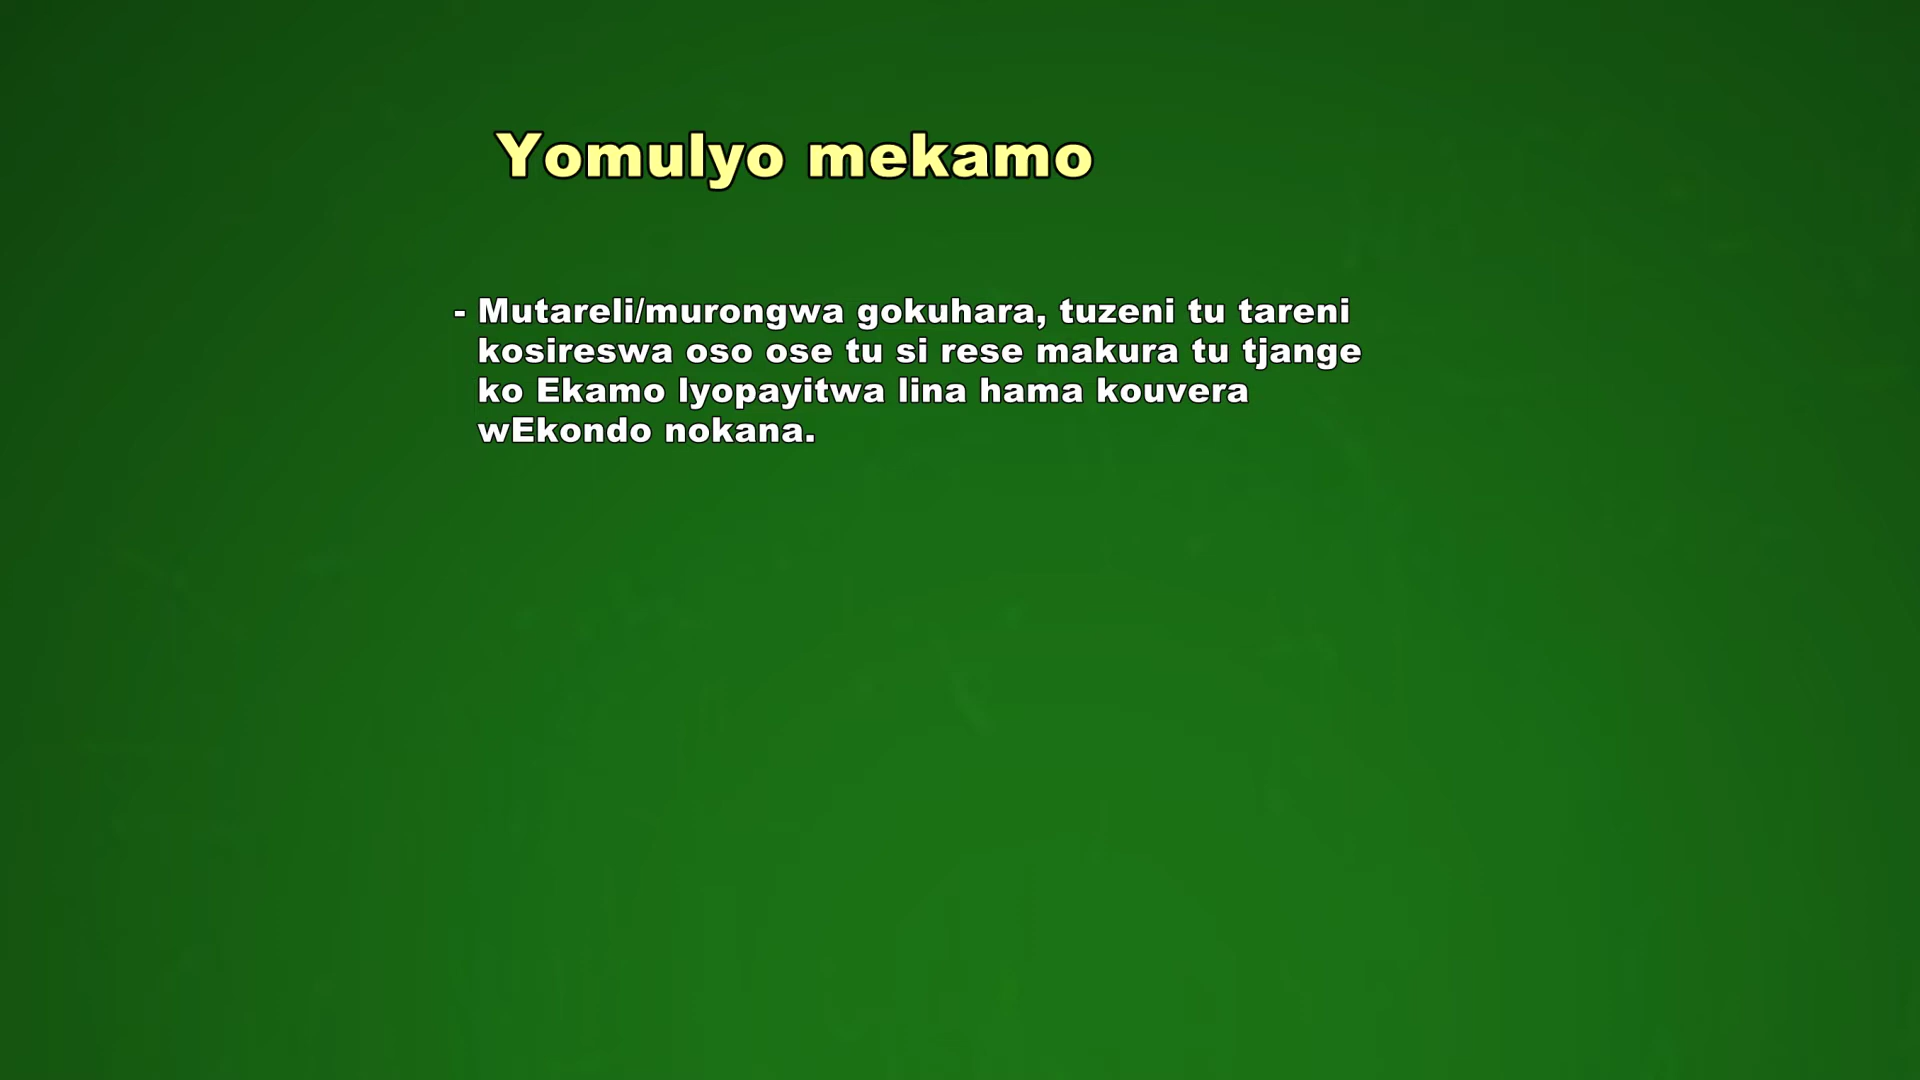 Yomulyo mekamo
- Mutareli/murongwa gokuhara, tuzeni tu tareni
kosireswa oso ose tu si rese makura tu tjange
ko Ekamo lyopayitwa lina hama kouvera
wEkondo nokana.